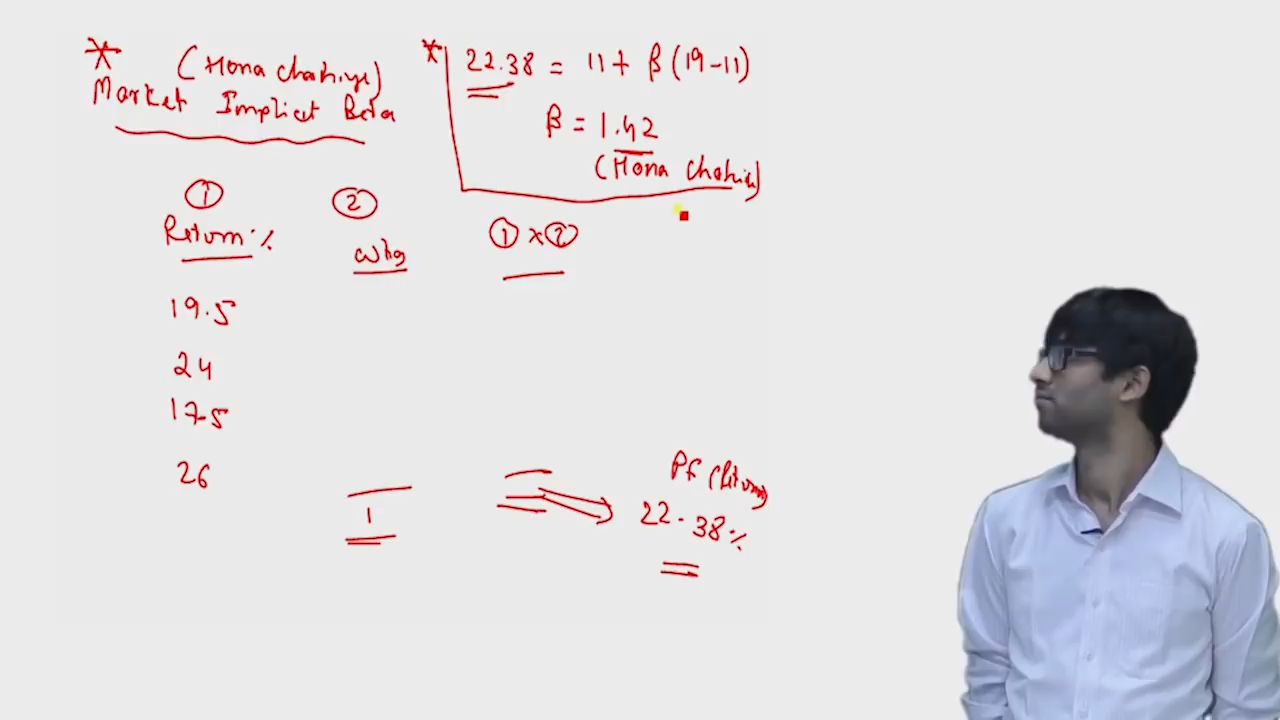 * (Hona Chahiye)
Market Implict Beta
* 22.38 = 11 + β (19-11)
β = 1.42
(Hona Chahiye)
① ② ① x ②
Return %
wtg
19.5
24
17.5
26
1
Pf (Return)
22.38%